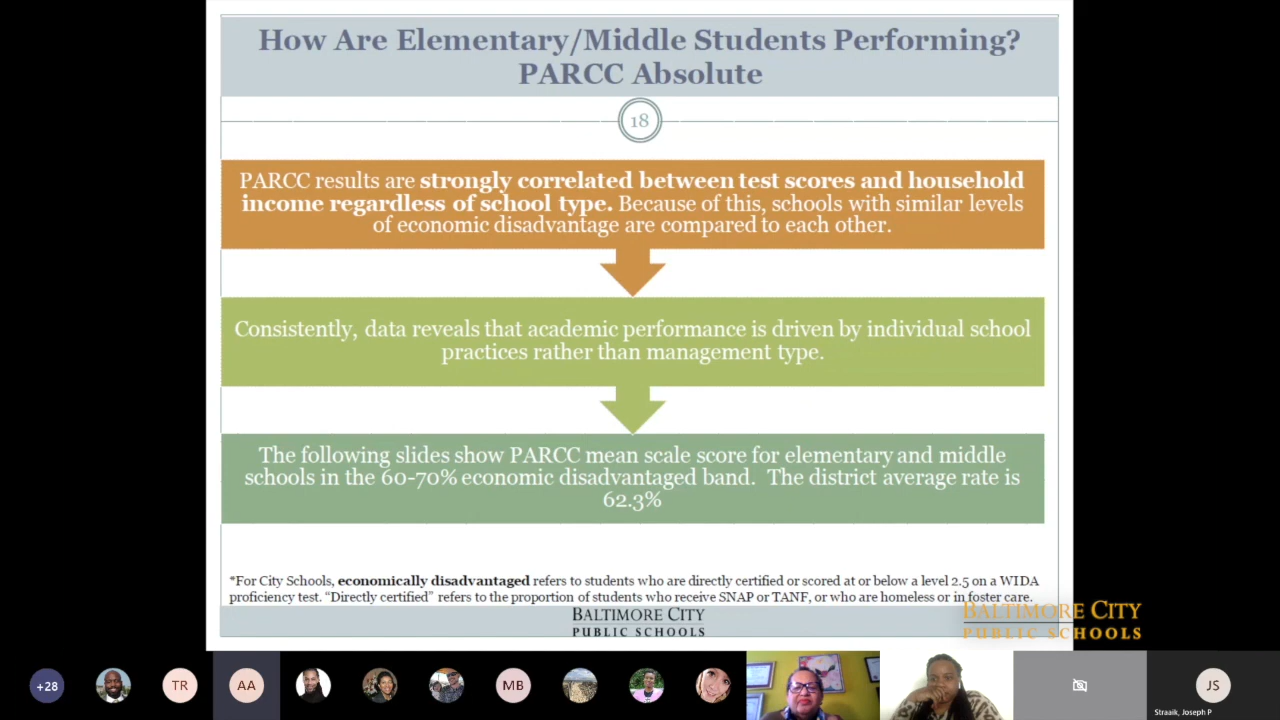 How Are Elementary/Middle Students Performing?
PARCC Absolute
18
PARCC results are strongly correlated between test scores and household
income regardless of school type. Because of this, schools with similar levels
of economic disadvantage are compared to each other.
Consistently, data reveals that academic performance is driven by individual school
practices rather than management type.
The following slides show PARCC mean scale score for elementary and middle
schools in the 60-70% economic disadvantaged band. The district average rate is
62.3%
*For City Schools, economically disadvantaged refers to students who are directly certified or scored at or below a level 2.5 on a WIDA
proficiency test. “Directly certified” refers to the proportion of students who receive SNAP or TANF, or who are homeless or in foster care.
BALTIMORE CITY
PUBLIC SCHOOLS
BALTIMORE CITY
PUBLIC SCHOOLS
+28
TR
AA
MB
JS
Straaik, Joseph P